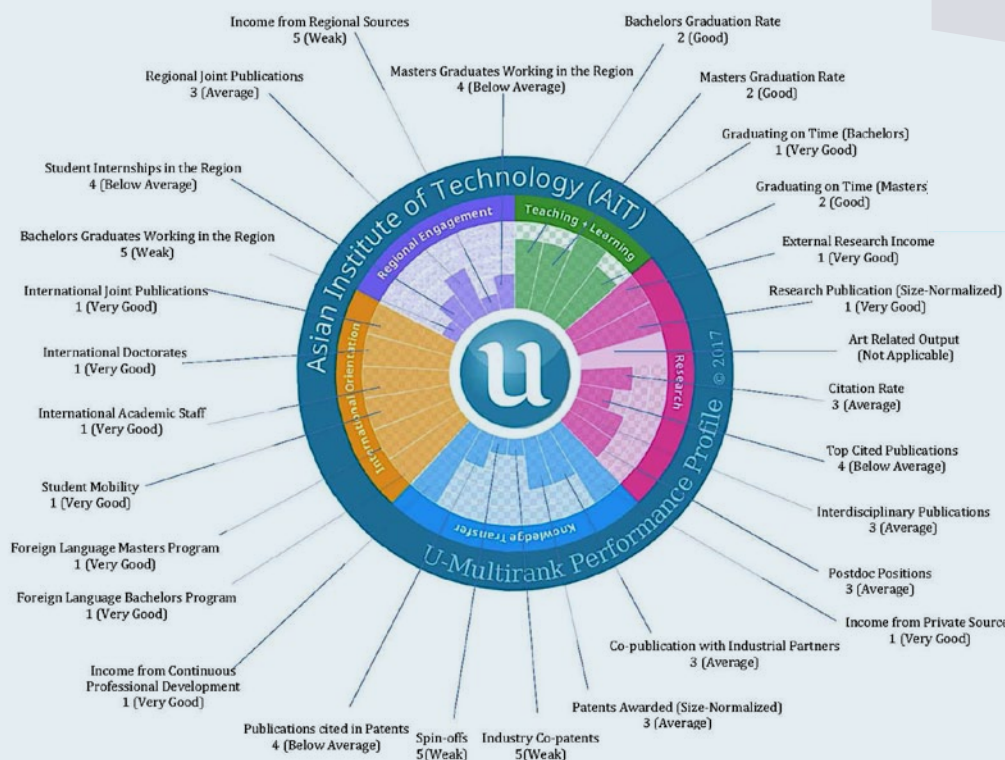 Income from Regional Sources
5 (Weak)
Bachelors Graduation Rate
2 (Good)
Regional Joint Publications
3 (Average)
Masters Graduates Working in the Region
4 (Below Average)
Masters Graduation Rate
2 (Good)
Graduating on Time (Bachelors)
1 (Very Good)
Student Internships in the Region
4 (Below Average)
Graduating on Time (Masters)
2 (Good)
Bachelors Graduates Working in the Region
5 (Weak)
External Research Income
1 (Very Good)
International Joint Publications
1 (Very Good)
Research Publication (Size-Normalized)
1 (Very Good)
International Doctorates
1 (Very Good)
Art Related Output
(Not Applicable)
International Academic Staff
1 (Very Good)
Citation Rate
3 (Average)
Student Mobility
1 (Very Good)
Top Cited Publications
4 (Below Average)
Foreign Language Masters Program
1 (Very Good)
Interdisciplinary Publications
3 (Average)
Foreign Language Bachelors Program
1 (Very Good)
Postdoc Positions
3 (Average)
Income from Private Source
1 (Very Good)
Income from Continuous
Professional Development
1 (Very Good)
Co-publication with Industrial Partners
3 (Average)
Publications cited in Patents
4 (Below Average)
Spin-offs
5(Weak)
Industry Co-patents
5(Weak)
Patents Awarded (Size-Normalized)
3 (Average)
Asian Institute of Technology (AIT)
U-Multirank Performance Profile © 2017
Regional Engagement
Teaching + Learning
Research
Knowledge Transfer
International Orientation
u